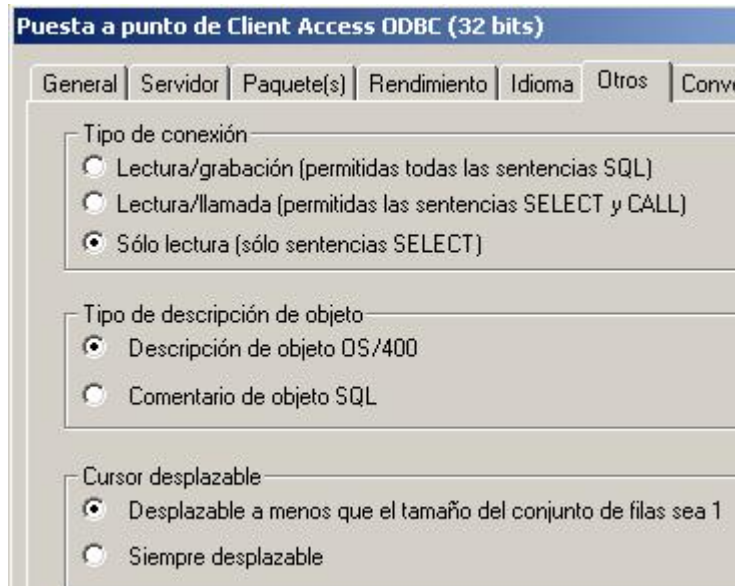 Puesta a punto de Client Access ODBC (32 bits)
General Servidor Paquete(s) Rendimiento Idioma Otros
Tipo de conexión
Lectura/grabación (permitidas todas las sentencias SQL)
Lectura/llamada (permitidas las sentencias SELECT y CALL)
Sólo lectura (sólo sentencias SELECT)
Tipo de descripción de objeto
Descripción de objeto OS/400
Comentario de objeto SQL
Cursor desplazable
Desplazable a menos que el tamaño del conjunto de filas sea 1
Siempre desplazable